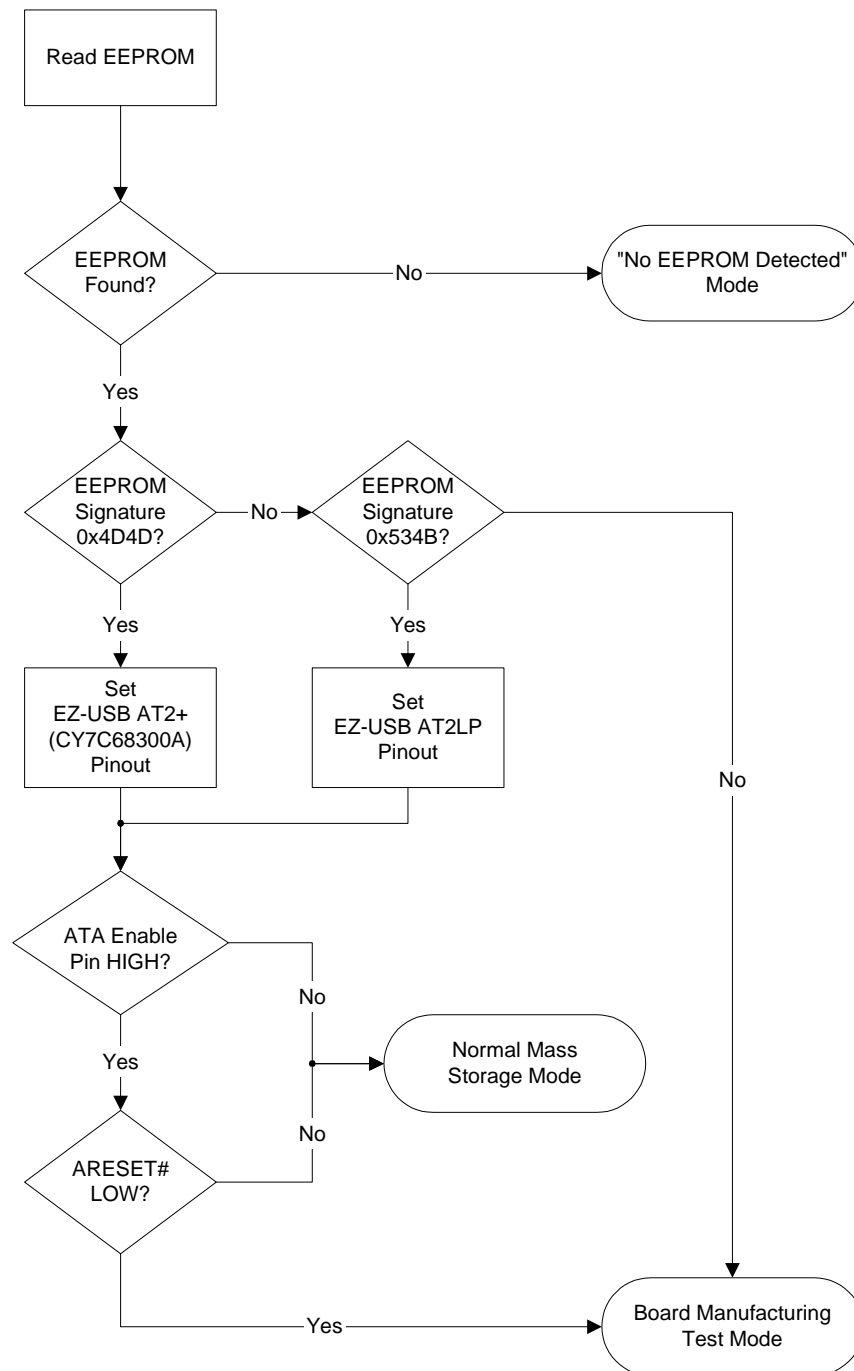 Read EEPROM
EEPROM
Found?
No
"No EEPROM Detected"
Mode
Yes
EEPROM
Signature
0x4D4D?
No
EEPROM
Signature
0x534B?
Yes
Yes
Set
EZ-USB AT2+
(CY7C68300A)
Pinout
Set
EZ-USB AT2LP
Pinout
No
ATA Enable
Pin HIGH?
No
Yes
Normal Mass
Storage Mode
No
ARESET#
LOW?
Yes
Board Manufacturing
Test Mode